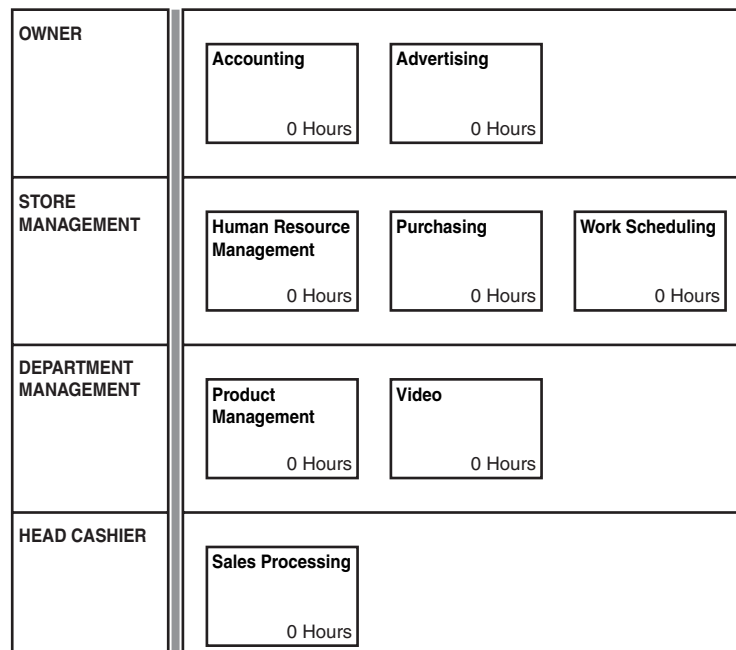 OWNER
Accounting
0 Hours
Advertising
0 Hours
STORE
MANAGEMENT
Human Resource
Management
0 Hours
Purchasing
0 Hours
Work Scheduling
0 Hours
DEPARTMENT
MANAGEMENT
Product
Management
0 Hours
Video
0 Hours
HEAD CASHIER
Sales Processing
0 Hours